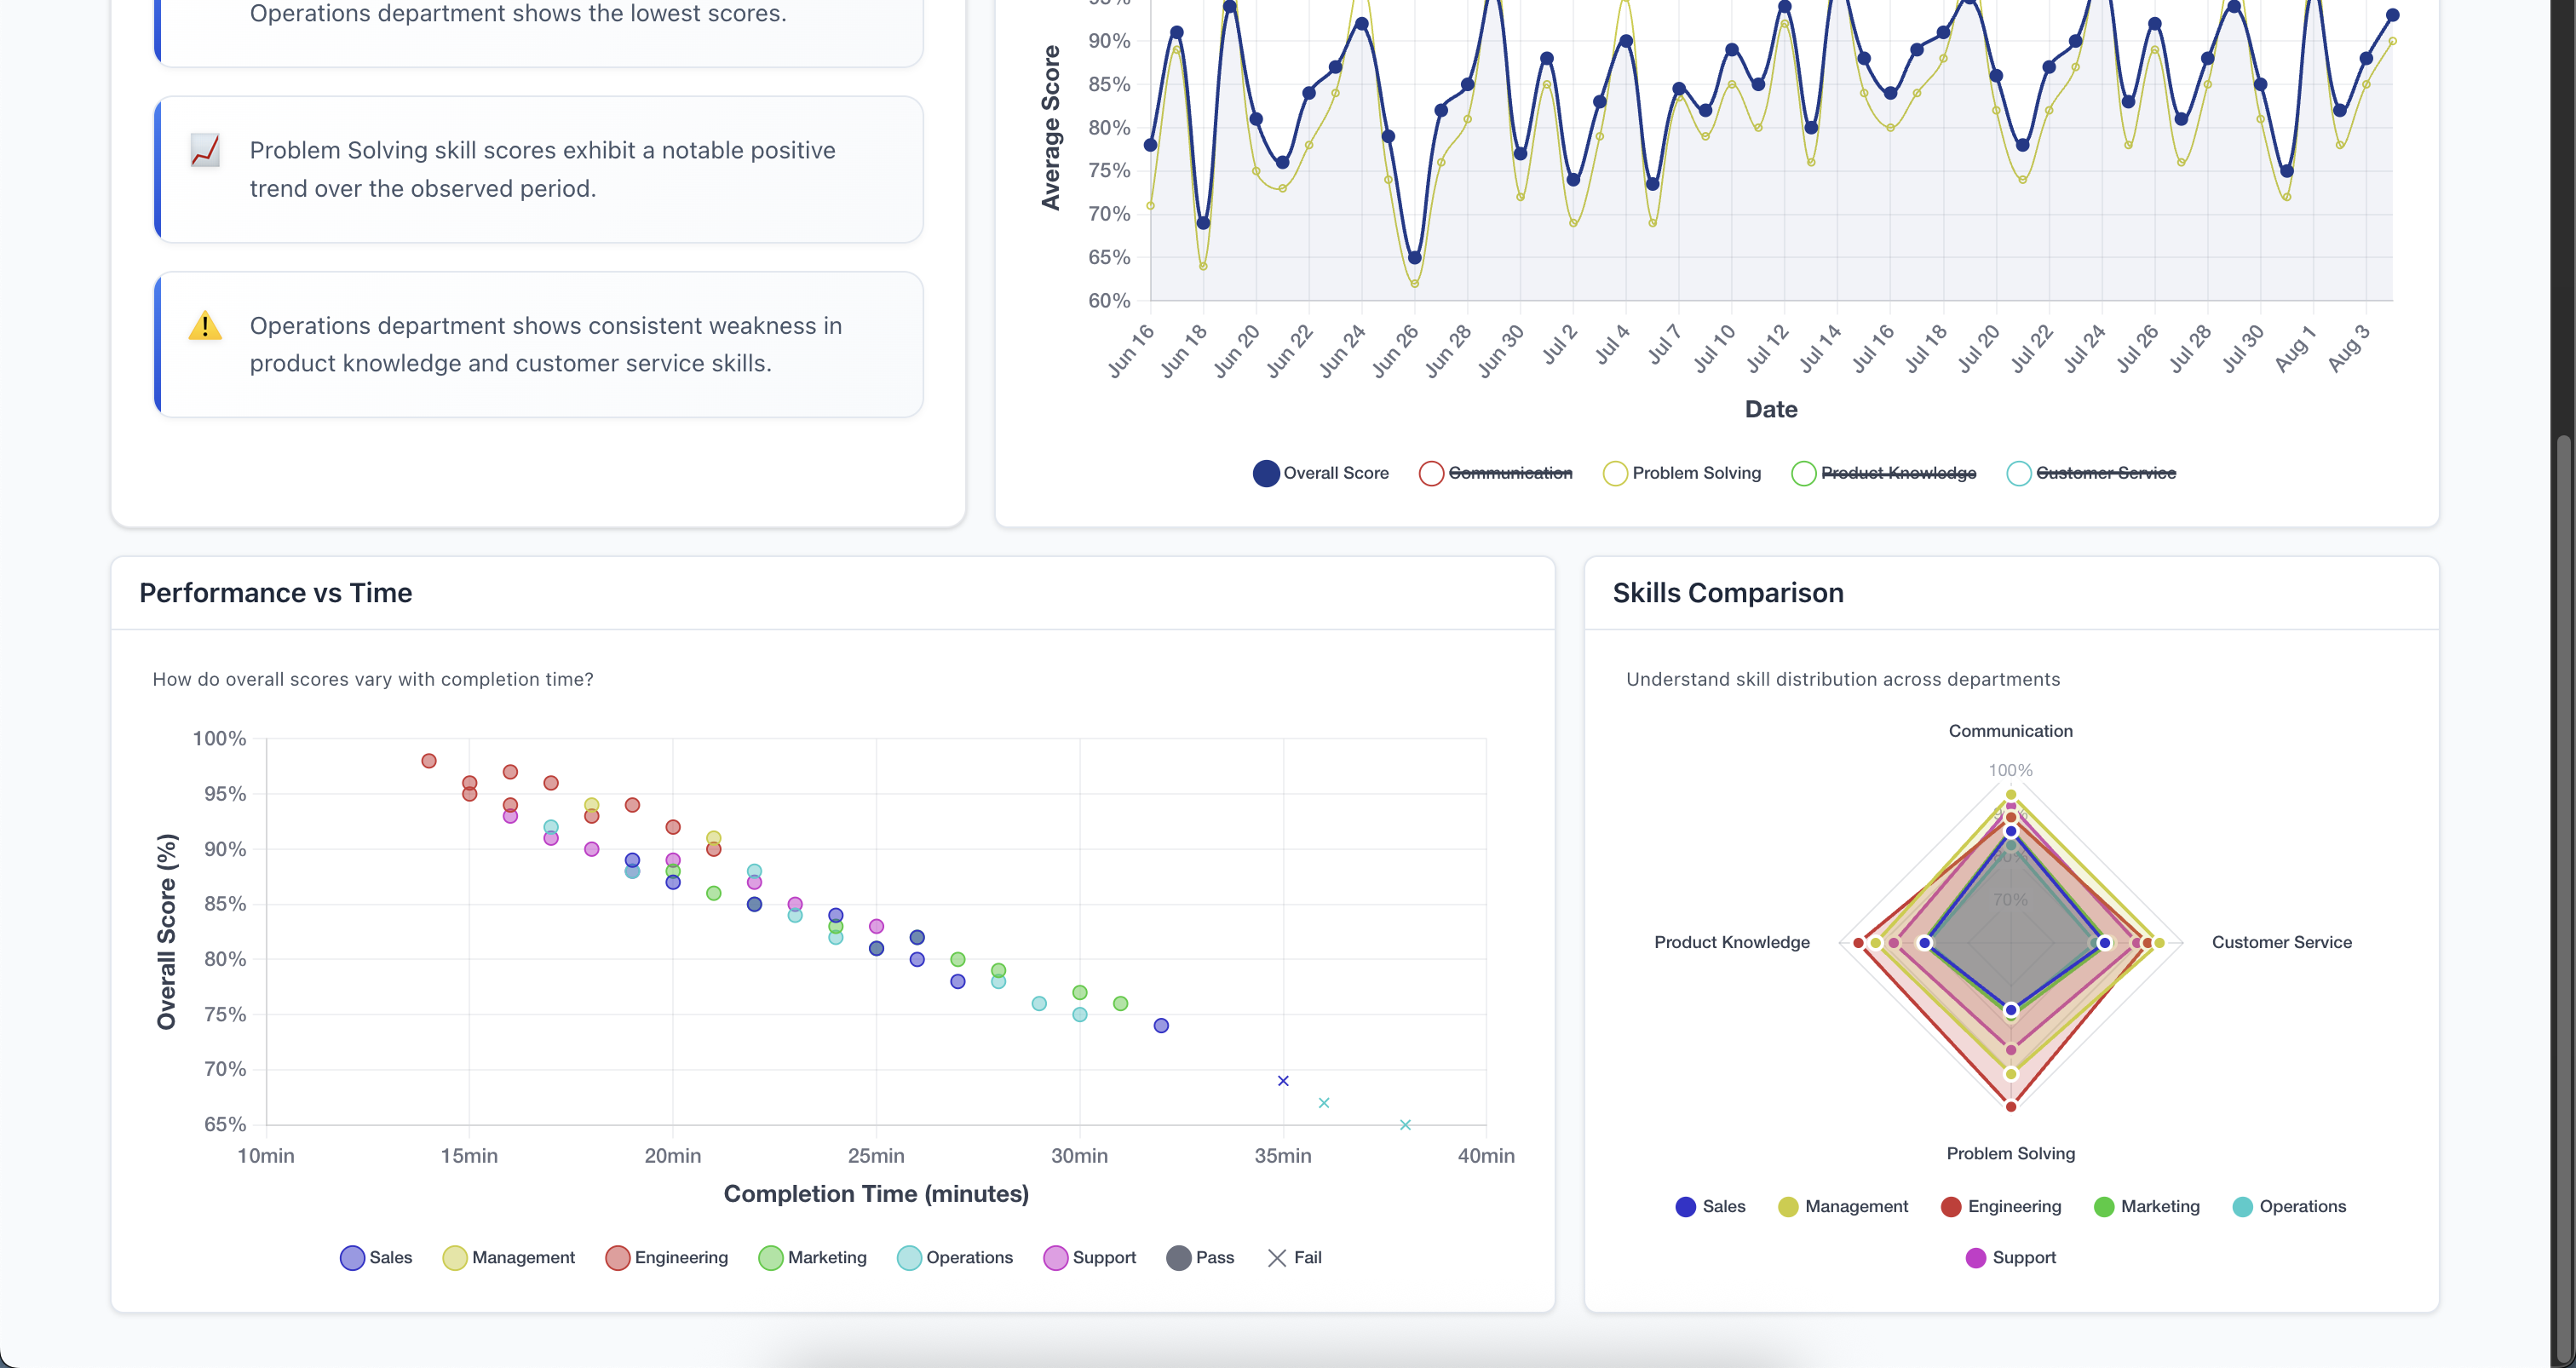 Operations department shows the lowest scores.
Problem Solving skill scores exhibit a notable positive
trend over the observed period.
Operations department shows consistent weakness in
product knowledge and customer service skills.
Average Score
90%
85%
80%
75%
70%
65%
60%
Jun 16
Jun 18
Jun 20
Jun 22
Jun 24
Jun 26
Jun 28
Jun 30
Jul 2
Jul 4
Jul 7
Jul 10
Jul 12
Jul 14
Jul 16
Jul 18
Jul 20
Jul 22
Jul 24
Jul 26
Jul 28
Jul 30
Aug 1
Aug 3
Date
Overall Score Communication Problem Solving Product Knowledge Customer Service
Performance vs Time
How do overall scores vary with completion time?
Overall Score (%)
100%
95%
90%
85%
80%
75%
70%
65%
10min 15min 20min 25min 30min 35min 40min
Completion Time (minutes)
Sales Management Engineering Marketing Operations Support Pass Fail
Skills Comparison
Understand skill distribution across departments
Communication
100%
70%
Product Knowledge
Customer Service
Problem Solving
Sales Management Engineering Marketing Operations
Support